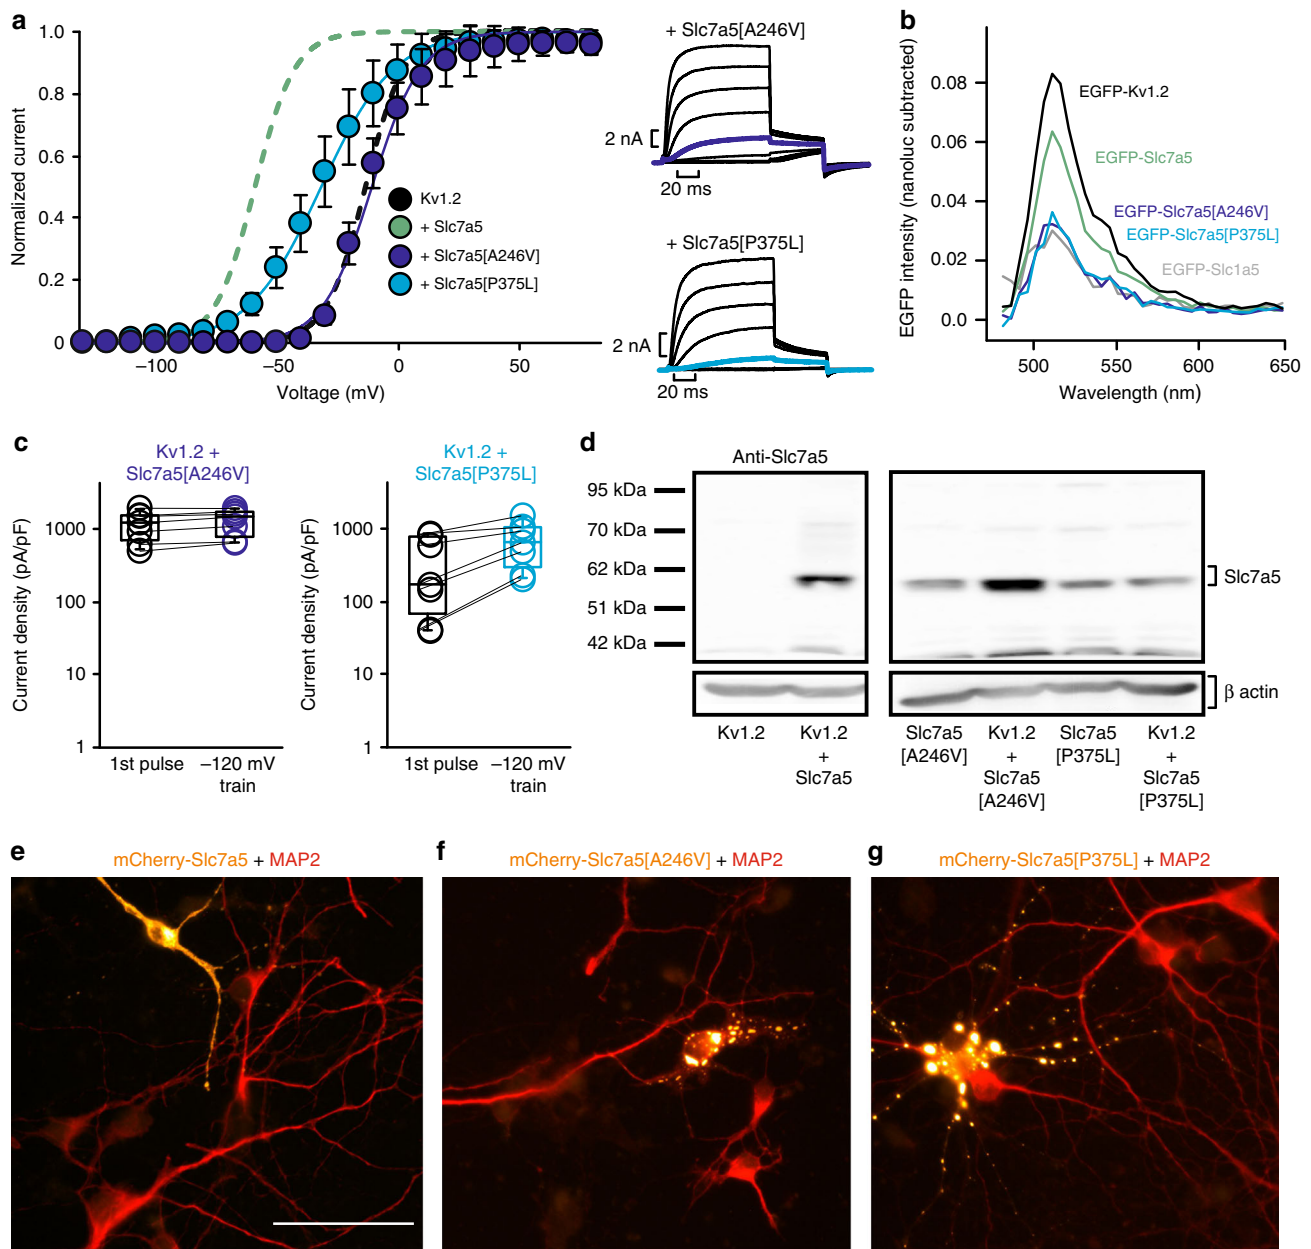 a
1.0
0.8
0.6
0.4
0.2
0
Normalized current
−100
−50
0
50
Voltage (mV)
Kv1.2
+ Slc7a5
+ Slc7a5[A246V]
+ Slc7a5[P375L]
+ Slc7a5[A246V]
2 nA
20 ms
+ Slc7a5[P375L]
2 nA
20 ms
b
EGFP intensity (nanoluc subtracted)
0.08
0.06
0.04
0.02
0.0
500
550
600
650
Wavelength (nm)
EGFP-Kv1.2
EGFP-Slc7a5
EGFP-Slc7a5[A246V]
EGFP-Slc7a5[P375L]
EGFP-Slc1a5
c
Kv1.2 +
Slc7a5[A246V]
Current density (pA/pF)
1000
100
10
1
1st pulse
−120 mV
train
Kv1.2 +
Slc7a5[P375L]
Current density (pA/pF)
1000
100
10
1
1st pulse
−120 mV
train
d
Anti-Slc7a5
95 kDa
70 kDa
62 kDa
51 kDa
42 kDa
Slc7a5
β actin
Kv1.2
Kv1.2
+
Slc7a5
Slc7a5
[A246V]
Kv1.2
+
Slc7a5
[A246V]
Slc7a5
[P375L]
Kv1.2
+
Slc7a5
[P375L]
e
mCherry-Slc7a5 + MAP2
f
mCherry-Slc7a5[A246V] + MAP2
g
mCherry-Slc7a5[P375L] + MAP2